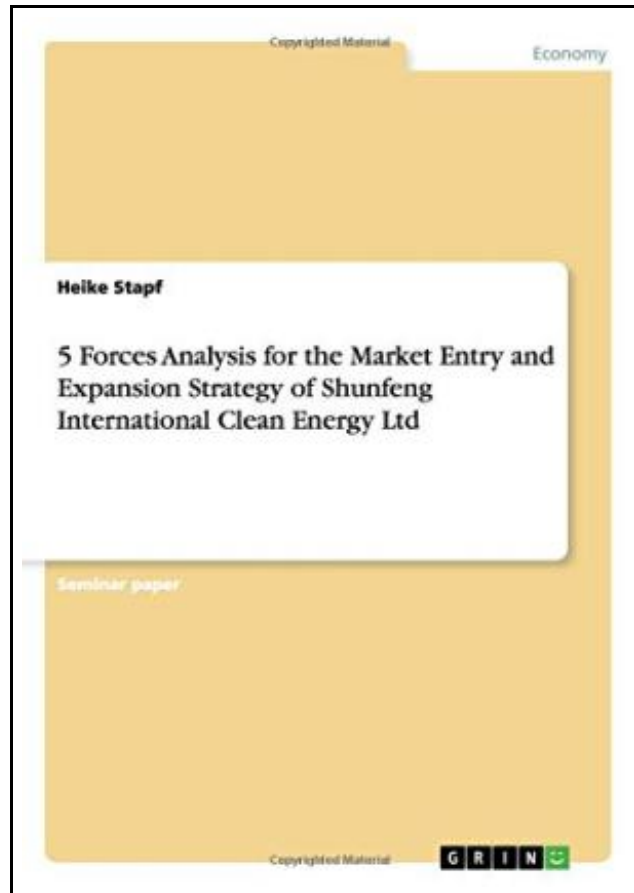 Copyrighted Material
Economy
Heike Stapf
5 Forces Analysis for the Market Entry and
Expansion Strategy of Shunfeng
International Clean Energy Ltd
Seminar paper
Copyrighted Material
GRIN